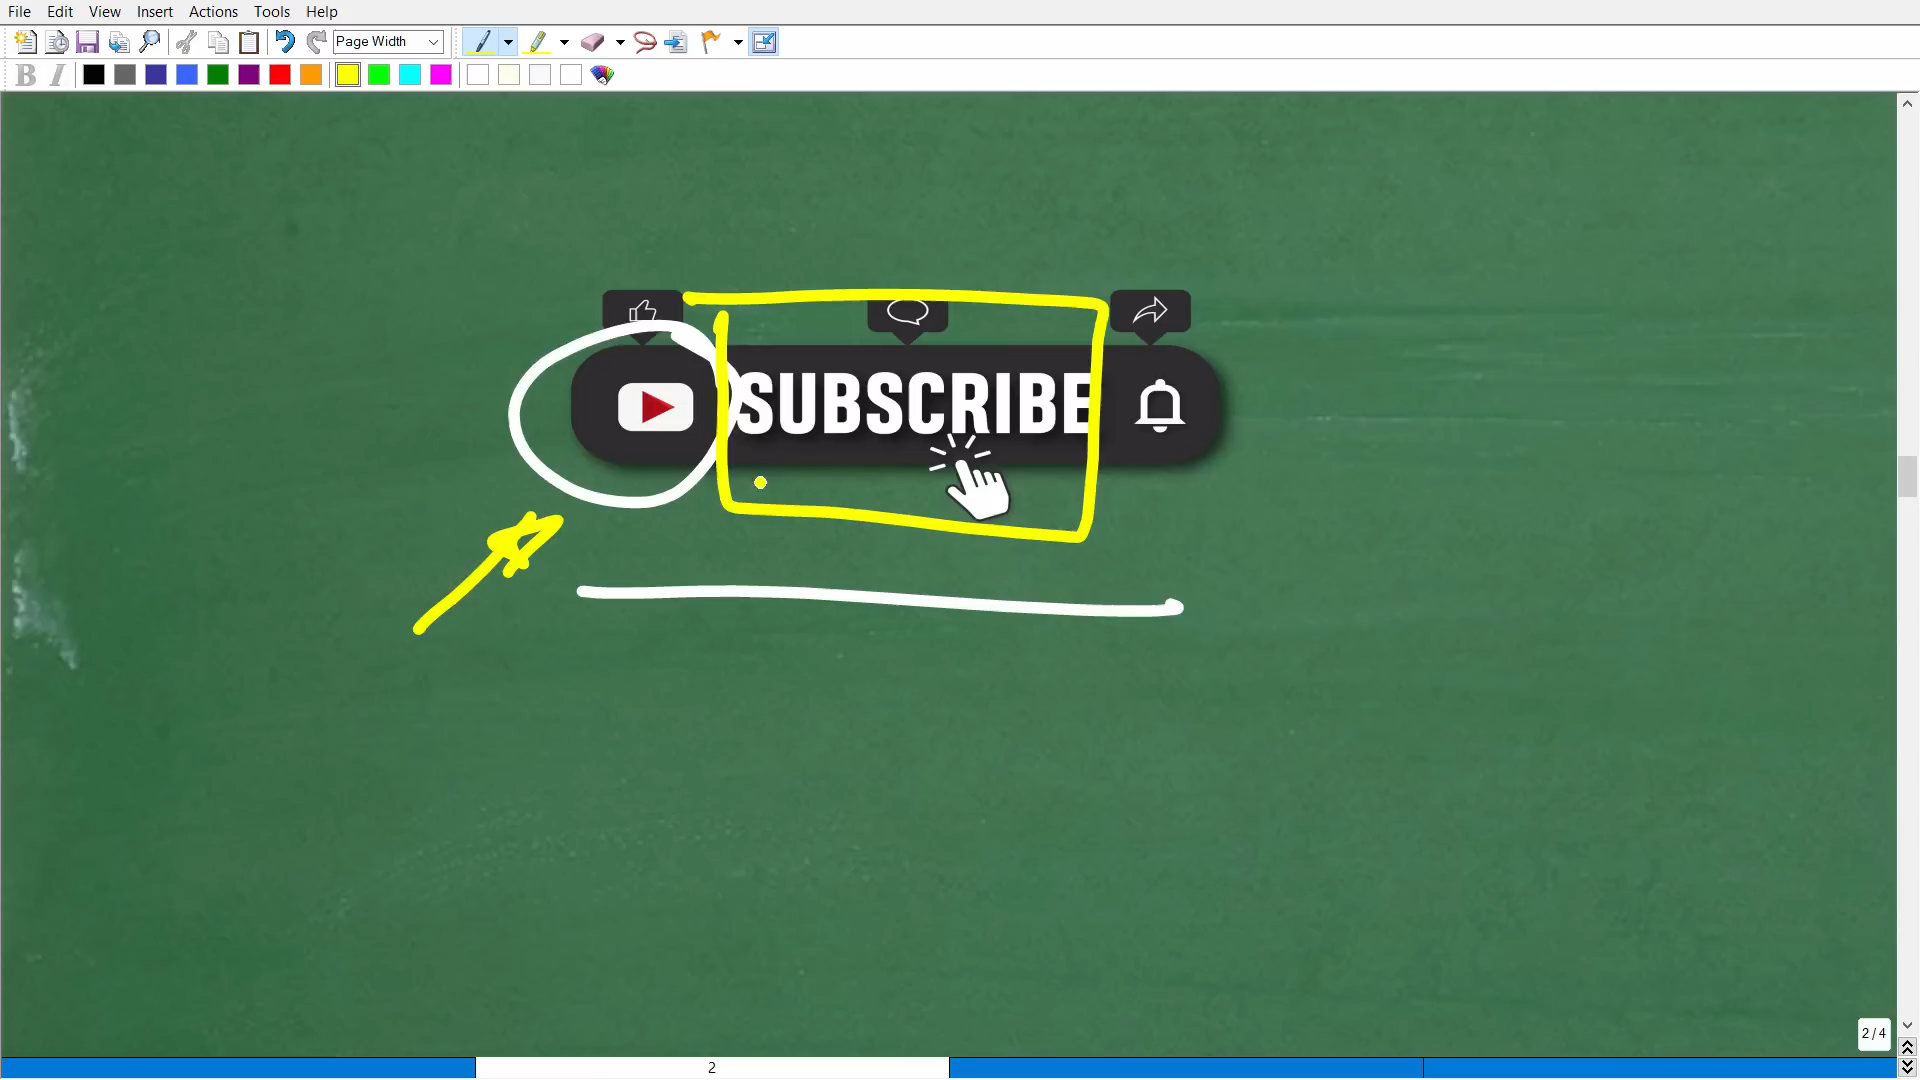 File Edit View Insert Actions Tools Help
Page Width
B I
SUBSCRIBE
2 / 4
2